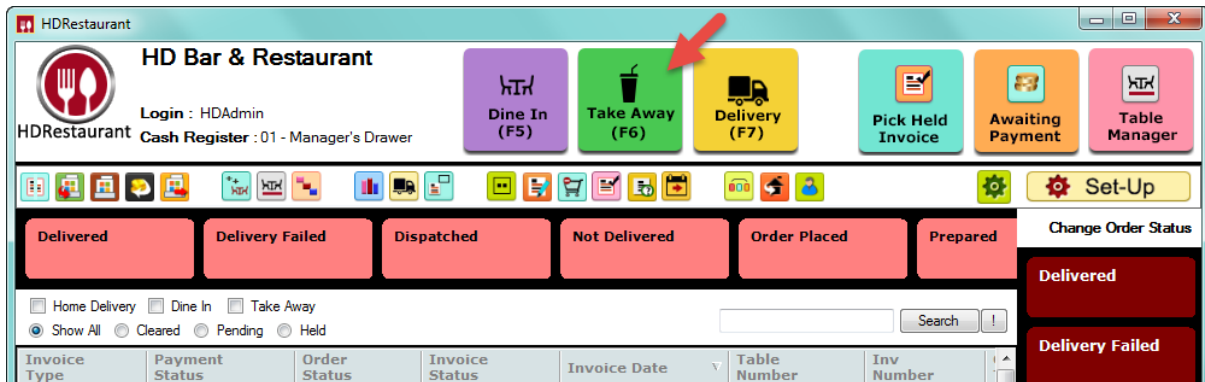 HDRestaurant
HD Bar & Restaurant
Login : HDAdmin
HDRestaurant
Cash Register : 01 - Manager's Drawer
Dine In
(F5)
Take Away
(F6)
Delivery
(F7)
Pick Held
Invoice
Awaiting
Payment
Table
Manager
Set-Up
Delivered
Delivery Failed
Dispatched
Not Delivered
Order Placed
Prepared
Change Order Status
Delivered
Delivery Failed
Home Delivery Dine In Take Away
Show All Cleared Pending Held
Search !
Invoice Type
Payment Status
Order Status
Invoice Status
Invoice Date
Table Number
Inv Number